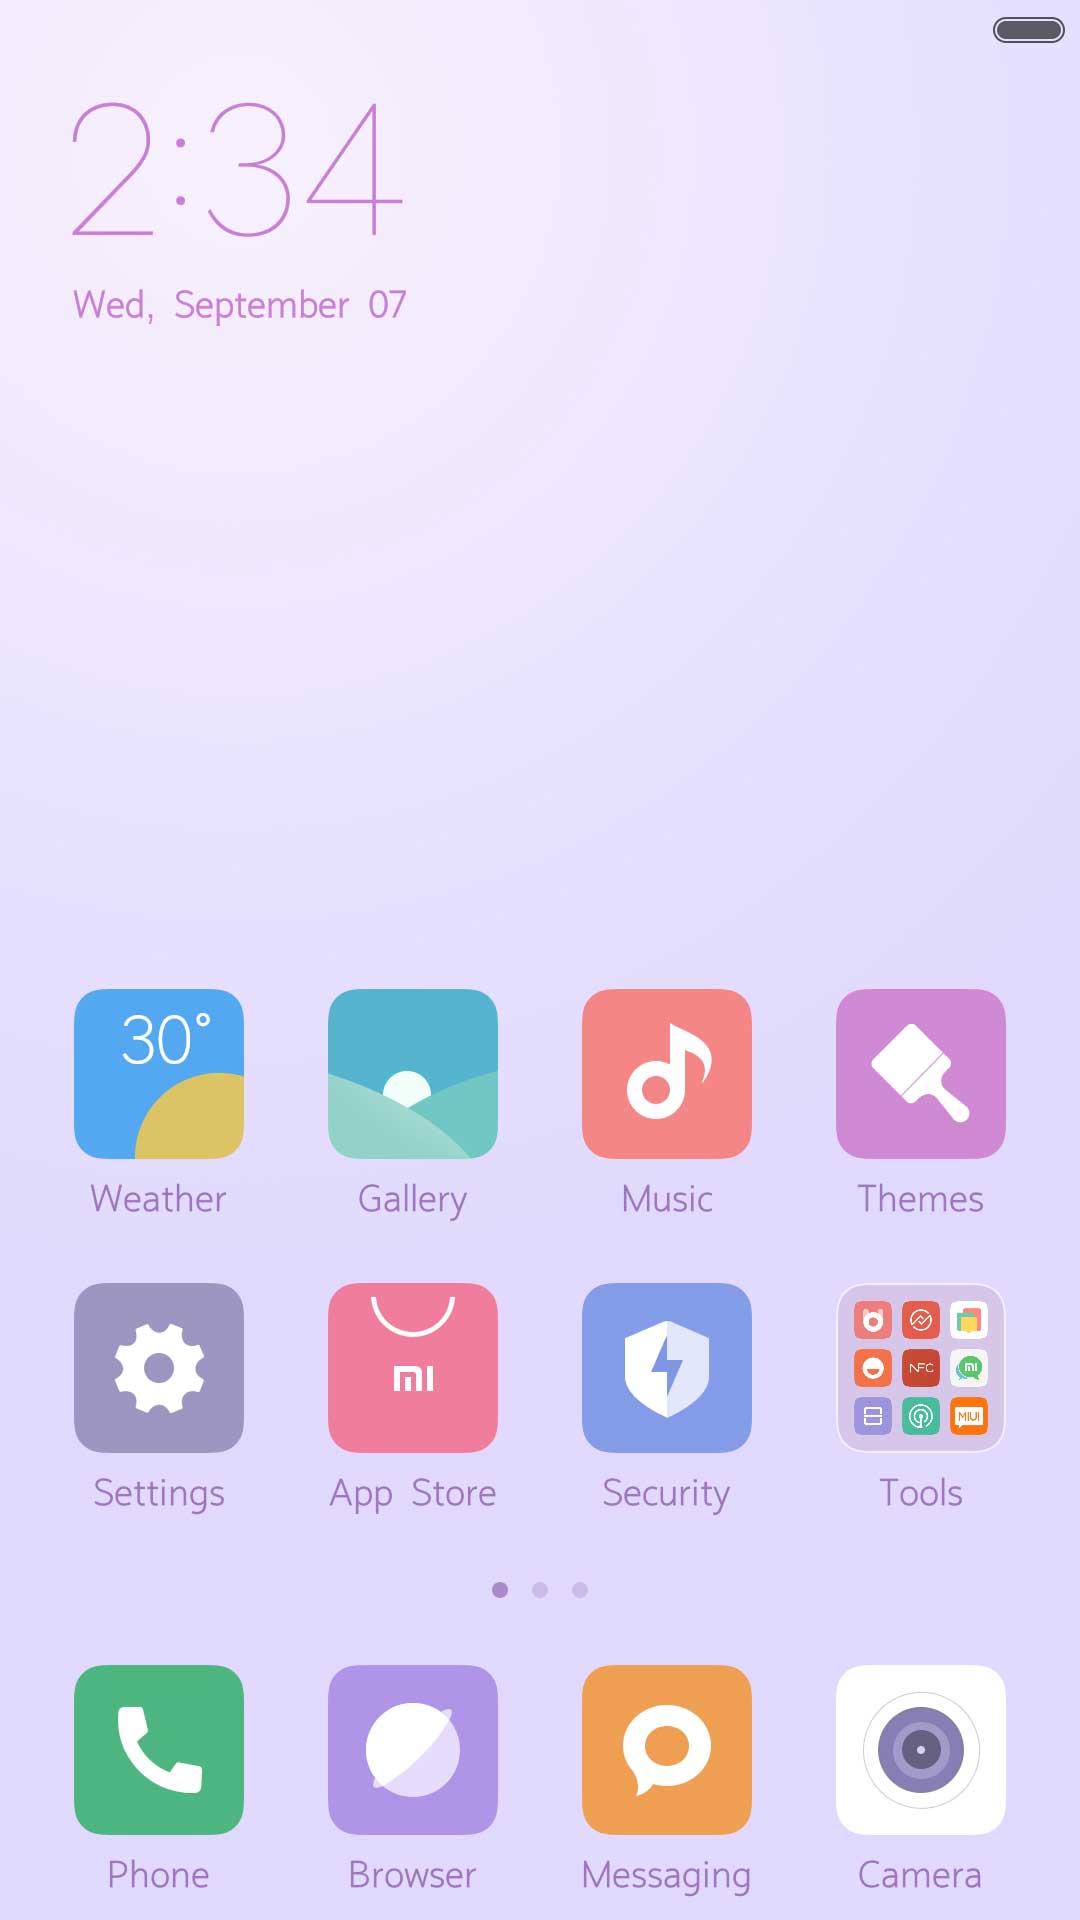 2:34
Wed, September 07
30°
Weather
Gallery
Music
Themes
mi
NFC
mi
MIUI
Settings
App Store
Security
Tools
Phone
Browser
Messaging
Camera